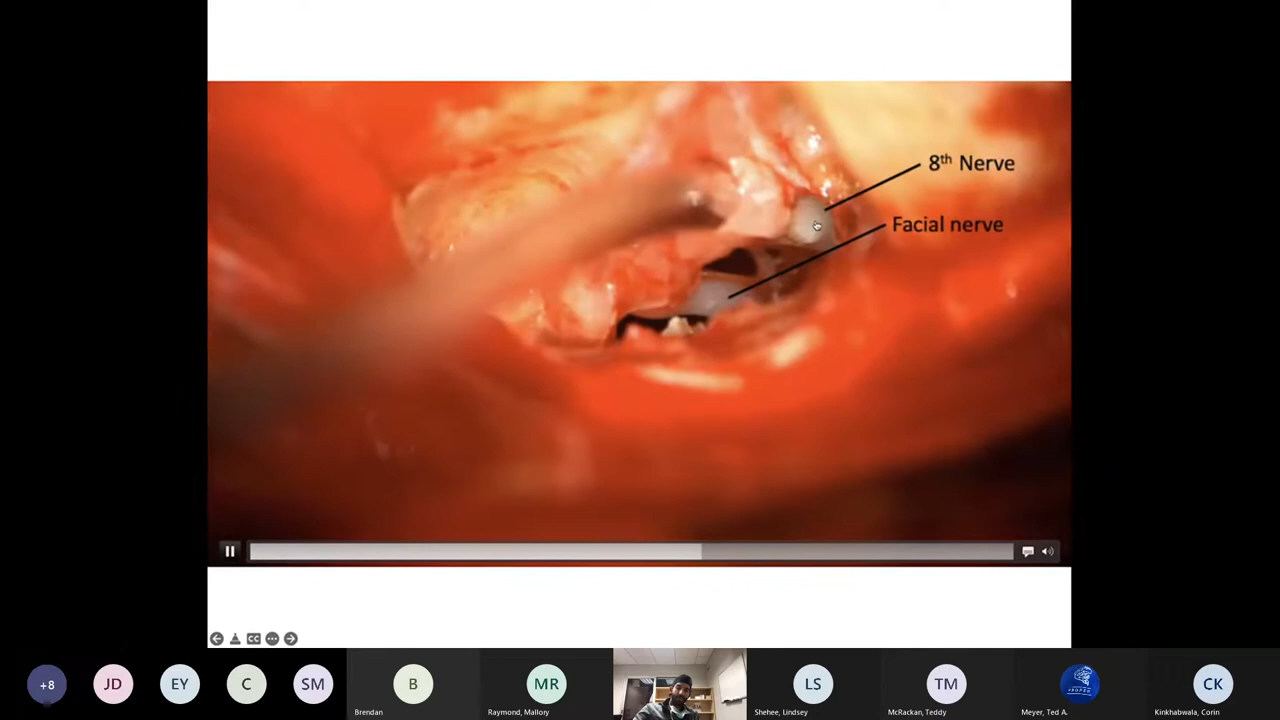 8th Nerve
Facial nerve
CC
+8
JD
EY
C
SM
B
MR
LS
TM
CK
Brendan
Raymond, Mallory
Shehee, Lindsey
McRackan, Teddy
Meyer, Ted A.
Kinkhabwala, Corin